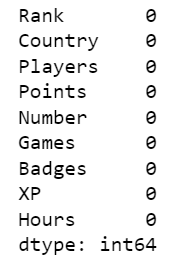 Rank 0
Country 0
Players 0
Points 0
Number 0
Games 0
Badges 0
XP 0
Hours 0
dtype: int64